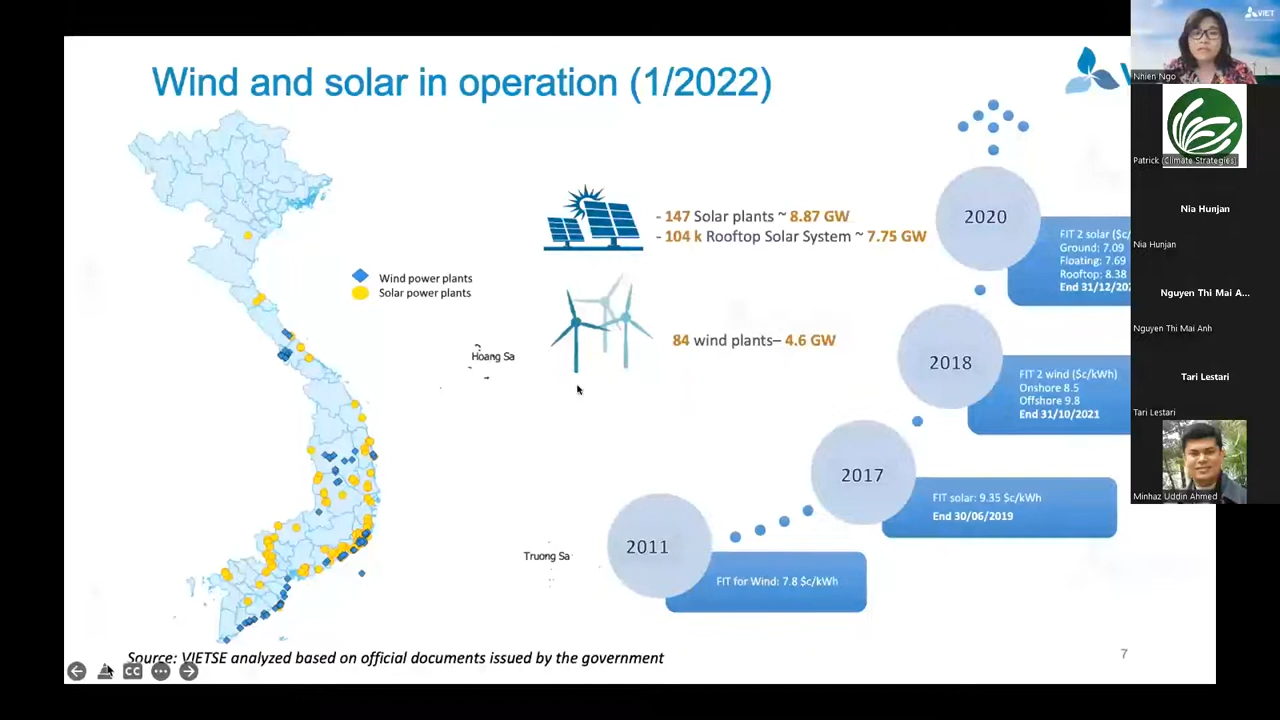 Wind and solar in operation (1/2022)
Wind power plants
Solar power plants
- 147 Solar plants ~ 8.87 GW
- 104 k Rooftop Solar System ~ 7.75 GW
84 wind plants– 4.6 GW
Hoang Sa
Truong Sa
2020
FIT 2 solar ($c/
Ground: 7.09
Floating: 7.69
Rooftop: 8.38
End 31/12/202
2018
FIT 2 wind ($c/kWh)
Onshore 8.5
Offshore 9.8
End 31/10/2021
2017
FIT solar: 9.35 $c/kWh
End 30/06/2019
2011
FIT for Wind: 7.8 $c/kWh
Source: VIETSE analyzed based on official documents issued by the government
CC
7
VIET
Nhien Ngo
Patrick (Climate Strategies)
Nia Hunjan
Nia Hunjan
Nguyen Thi Mai A...
Nguyen Thi Mai Anh
Tari Lestari
Tari Lestari
Minhaz Uddin Ahmed